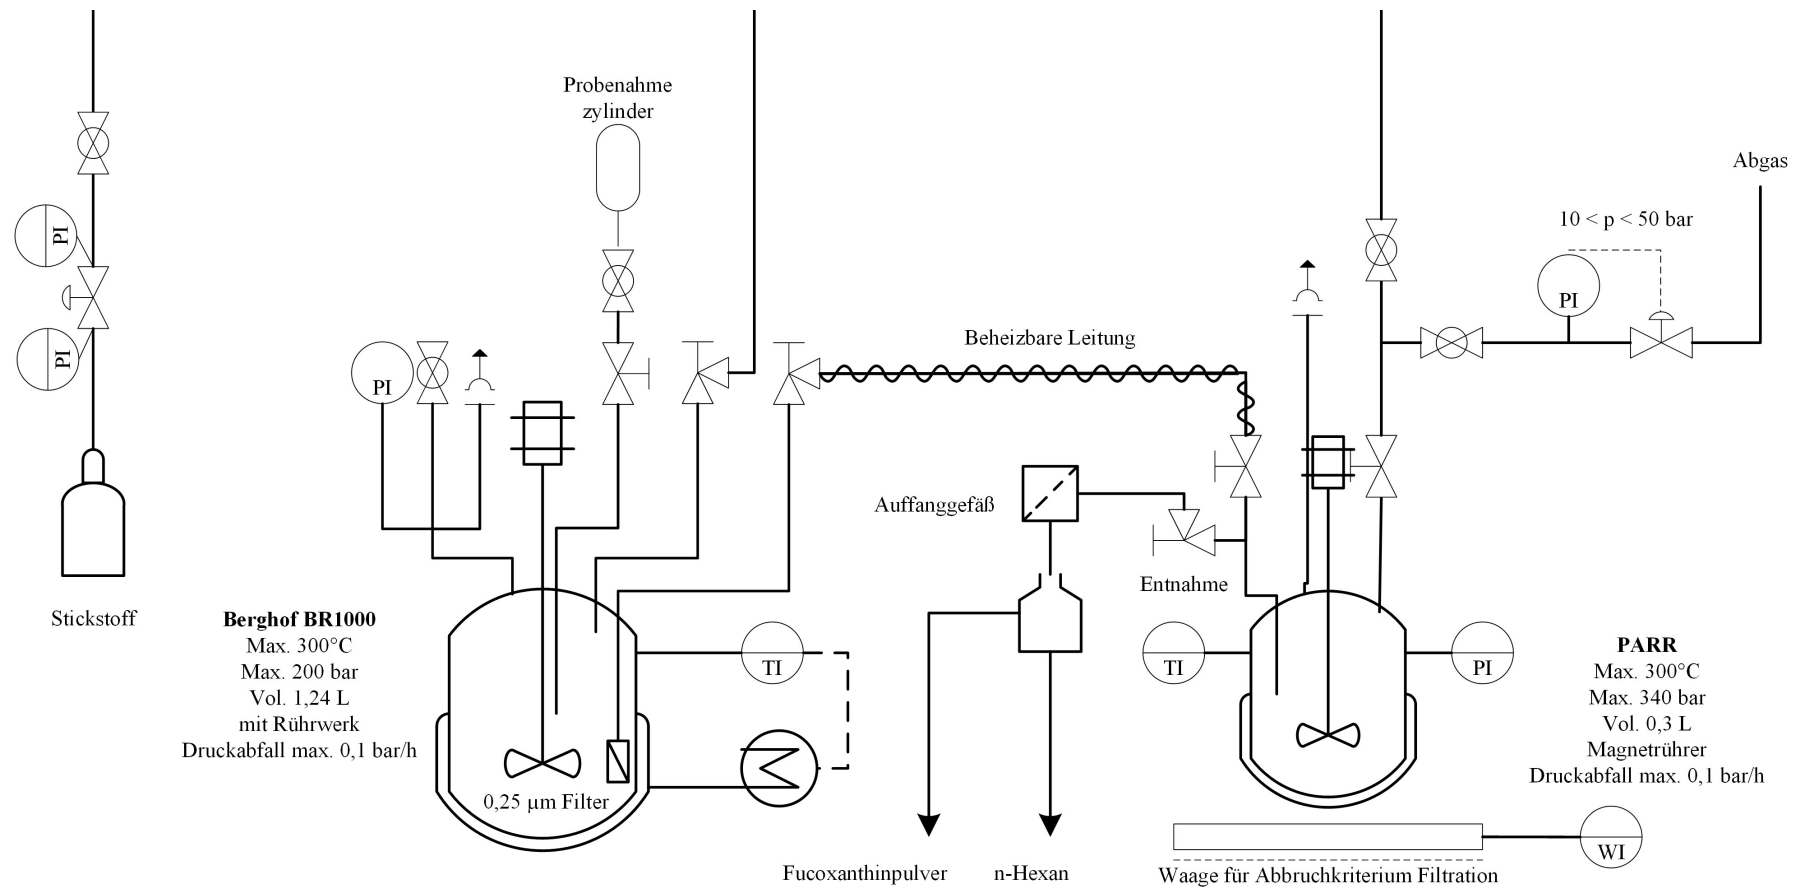 Probenahme
zylinder
Abgas
10 < p < 50 bar
PI
PI
PI
PI
Beheizbare Leitung
Auffanggefäß
Entnahme
Stickstoff
Berghof BR1000
Max. 300°C
Max. 200 bar
Vol. 1,24 L
mit Rührwerk
Druckabfall max. 0,1 bar/h
TI
0,25 µm Filter
TI
PI
PARR
Max. 300°C
Max. 340 bar
Vol. 0,3 L
Magnetrührer
Druckabfall max. 0,1 bar/h
WI
Fucoxanthinpulver
n-Hexan
Waage für Abbruchkriterium Filtration